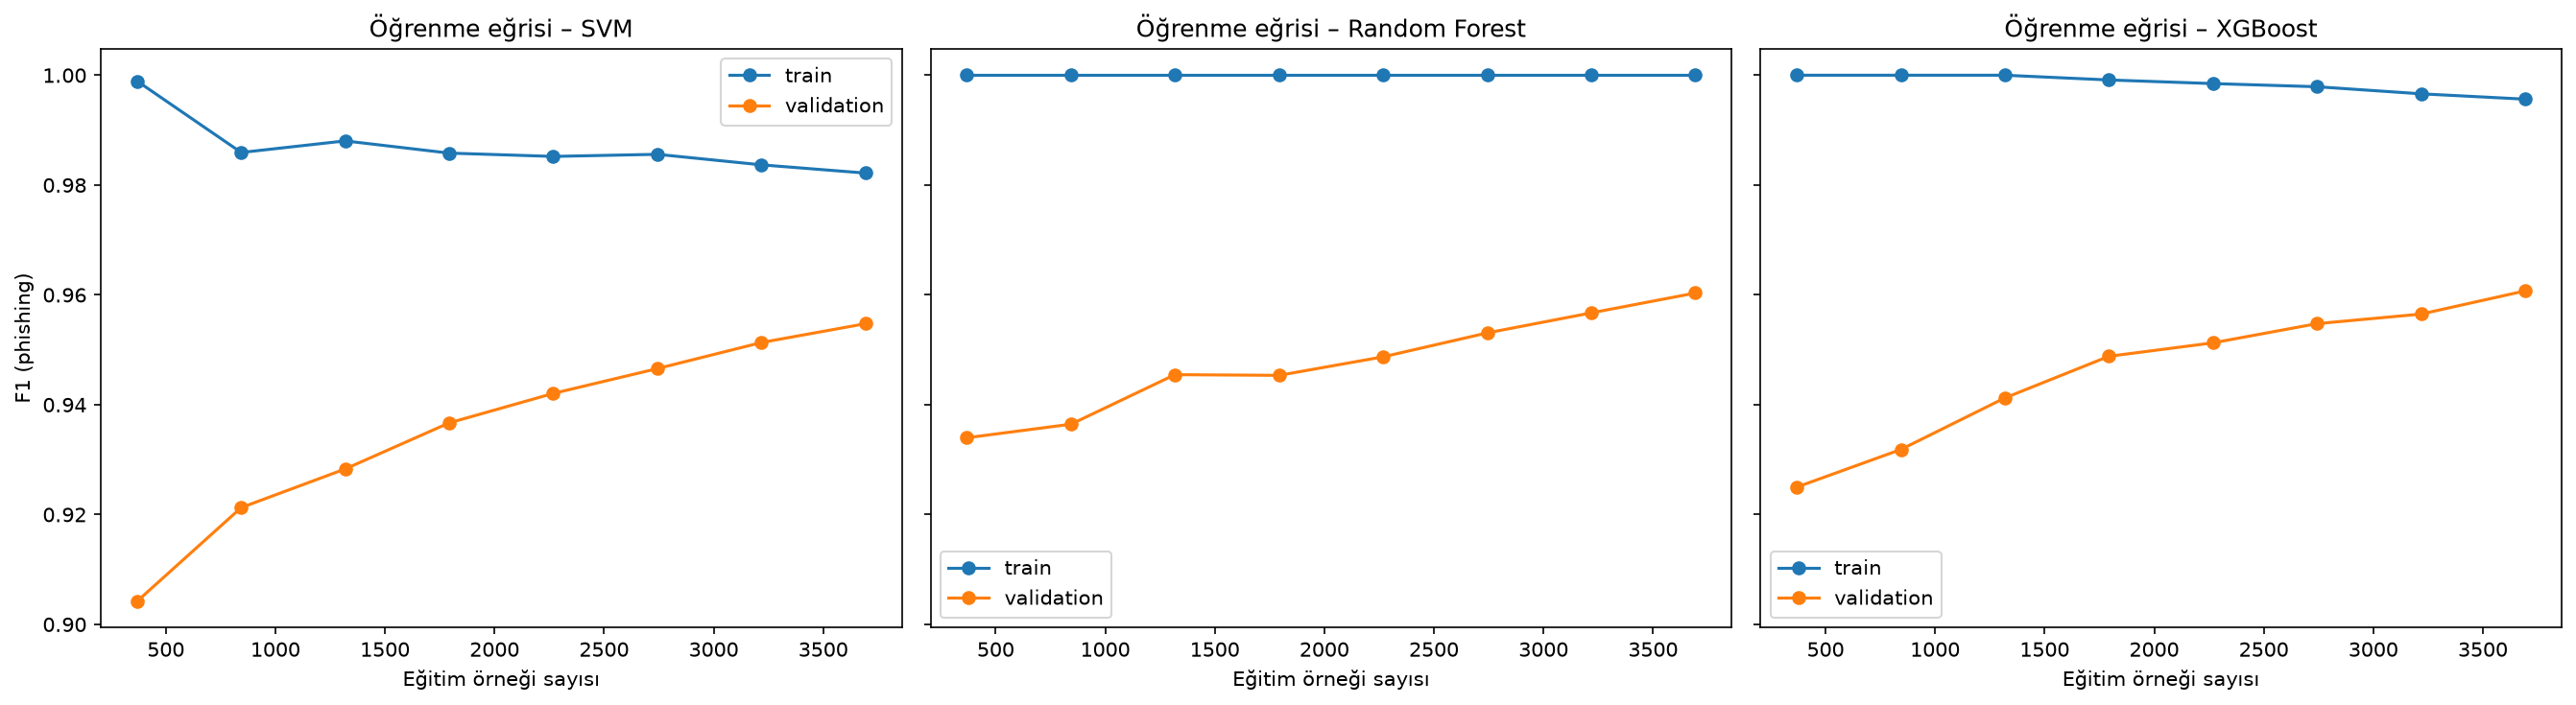 Öğrenme eğrisi – SVM
train
validation
1.00
0.98
0.96
0.94
0.92
0.90
F1 (phishing)
500 1000 1500 2000 2500 3000 3500
Eğitim örneği sayısı
Öğrenme eğrisi – Random Forest
train
validation
500 1000 1500 2000 2500 3000 3500
Eğitim örneği sayısı
Öğrenme eğrisi – XGBoost
train
validation
500 1000 1500 2000 2500 3000 3500
Eğitim örneği sayısı